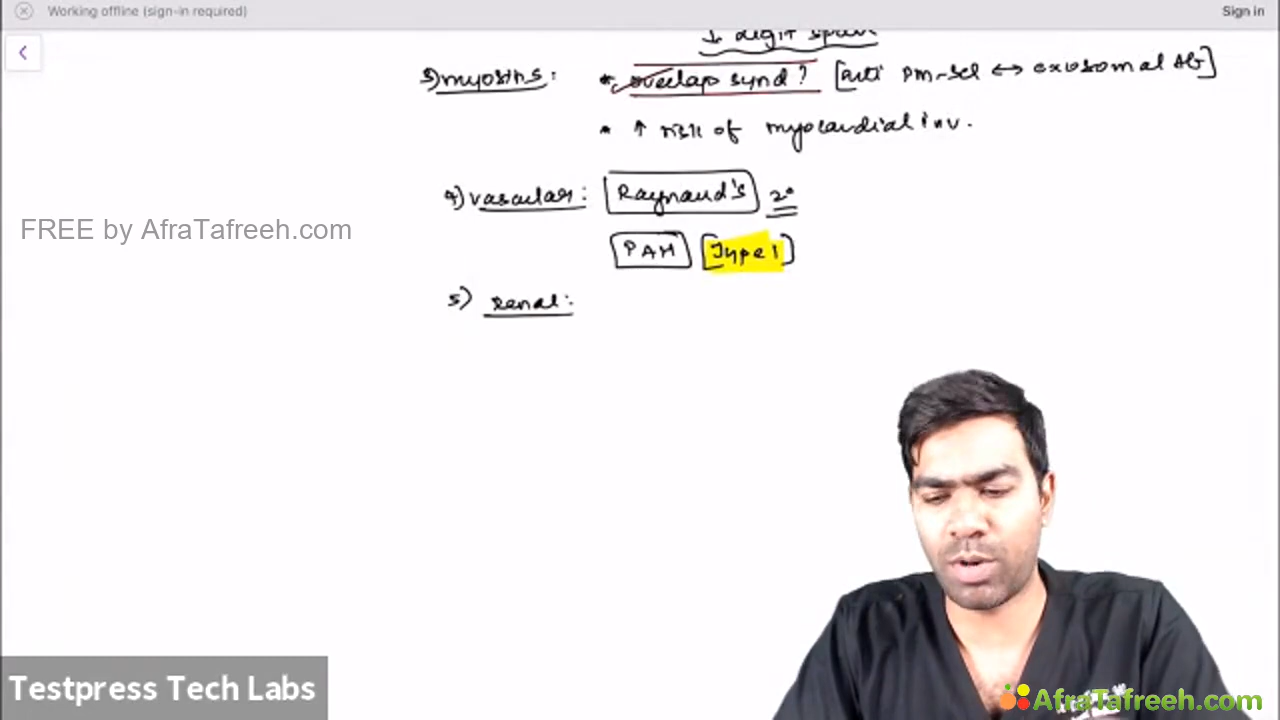 Working offline (sign-in required)
Sign in
↓ digit span
3) myositis: * overlap synd? [anti PM-Scl ↔ exosomal Ab]
* ↑ risk of myocardial inv.
4) vascular: Raynaud's 2°
FREE by AfraTafreeh.com
PAH [Type 1]
5) Renal:
Testpress Tech Labs
AfraTafreeh.com